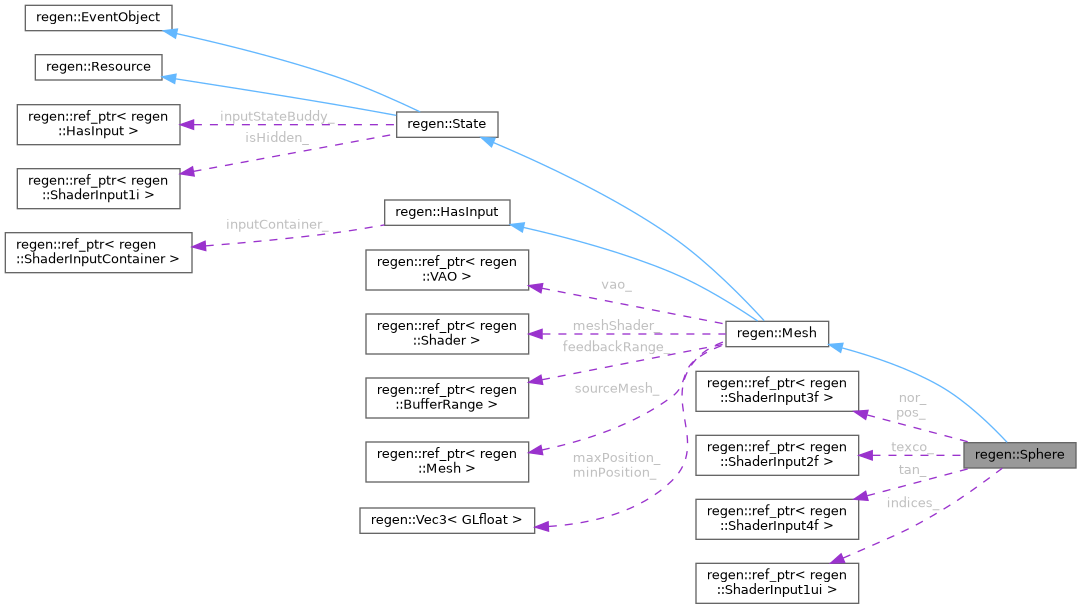 regen::EventObject
regen::Resource
regen::ref_ptr< regen
::HasInput >
inputStateBuddy_
regen::State
isHidden_
regen::ref_ptr< regen
::ShaderInput1i >
regen::HasInput
inputContainer_
regen::ref_ptr< regen
::ShaderInputContainer >
regen::ref_ptr< regen
::VAO >
vao_
regen::ref_ptr< regen
::Shader >
meshShader_
regen::Mesh
feedbackRange_
regen::ref_ptr< regen
::BufferRange >
sourceMesh_
regen::ref_ptr< regen
::Mesh >
maxPosition_
minPosition_
regen::Vec3< GLfloat >
regen::ref_ptr< regen
::ShaderInput3f >
nor_
pos_
regen::ref_ptr< regen
::ShaderInput2f >
texco_
regen::Sphere
tan_
regen::ref_ptr< regen
::ShaderInput4f >
indices_
regen::ref_ptr< regen
::ShaderInput1ui >